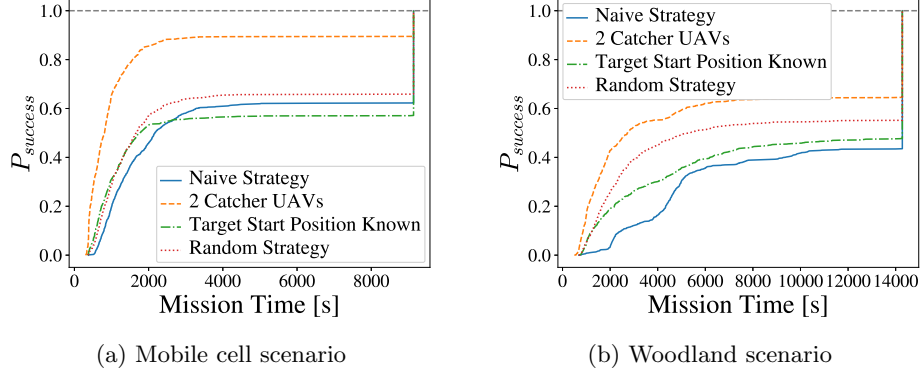 1.0
0.8
0.6
0.4
0.2
0.0
P_success
Naive Strategy
2 Catcher UAVs
Target Start Position Known
Random Strategy
0 2000 4000 6000 8000
Mission Time [s]
(a) Mobile cell scenario
1.0
0.8
0.6
0.4
0.2
0.0
P_success
Naive Strategy
2 Catcher UAVs
Target Start Position Known
Random Strategy
0 2000 4000 6000 8000 10000 12000 14000
Mission Time [s]
(b) Woodland scenario